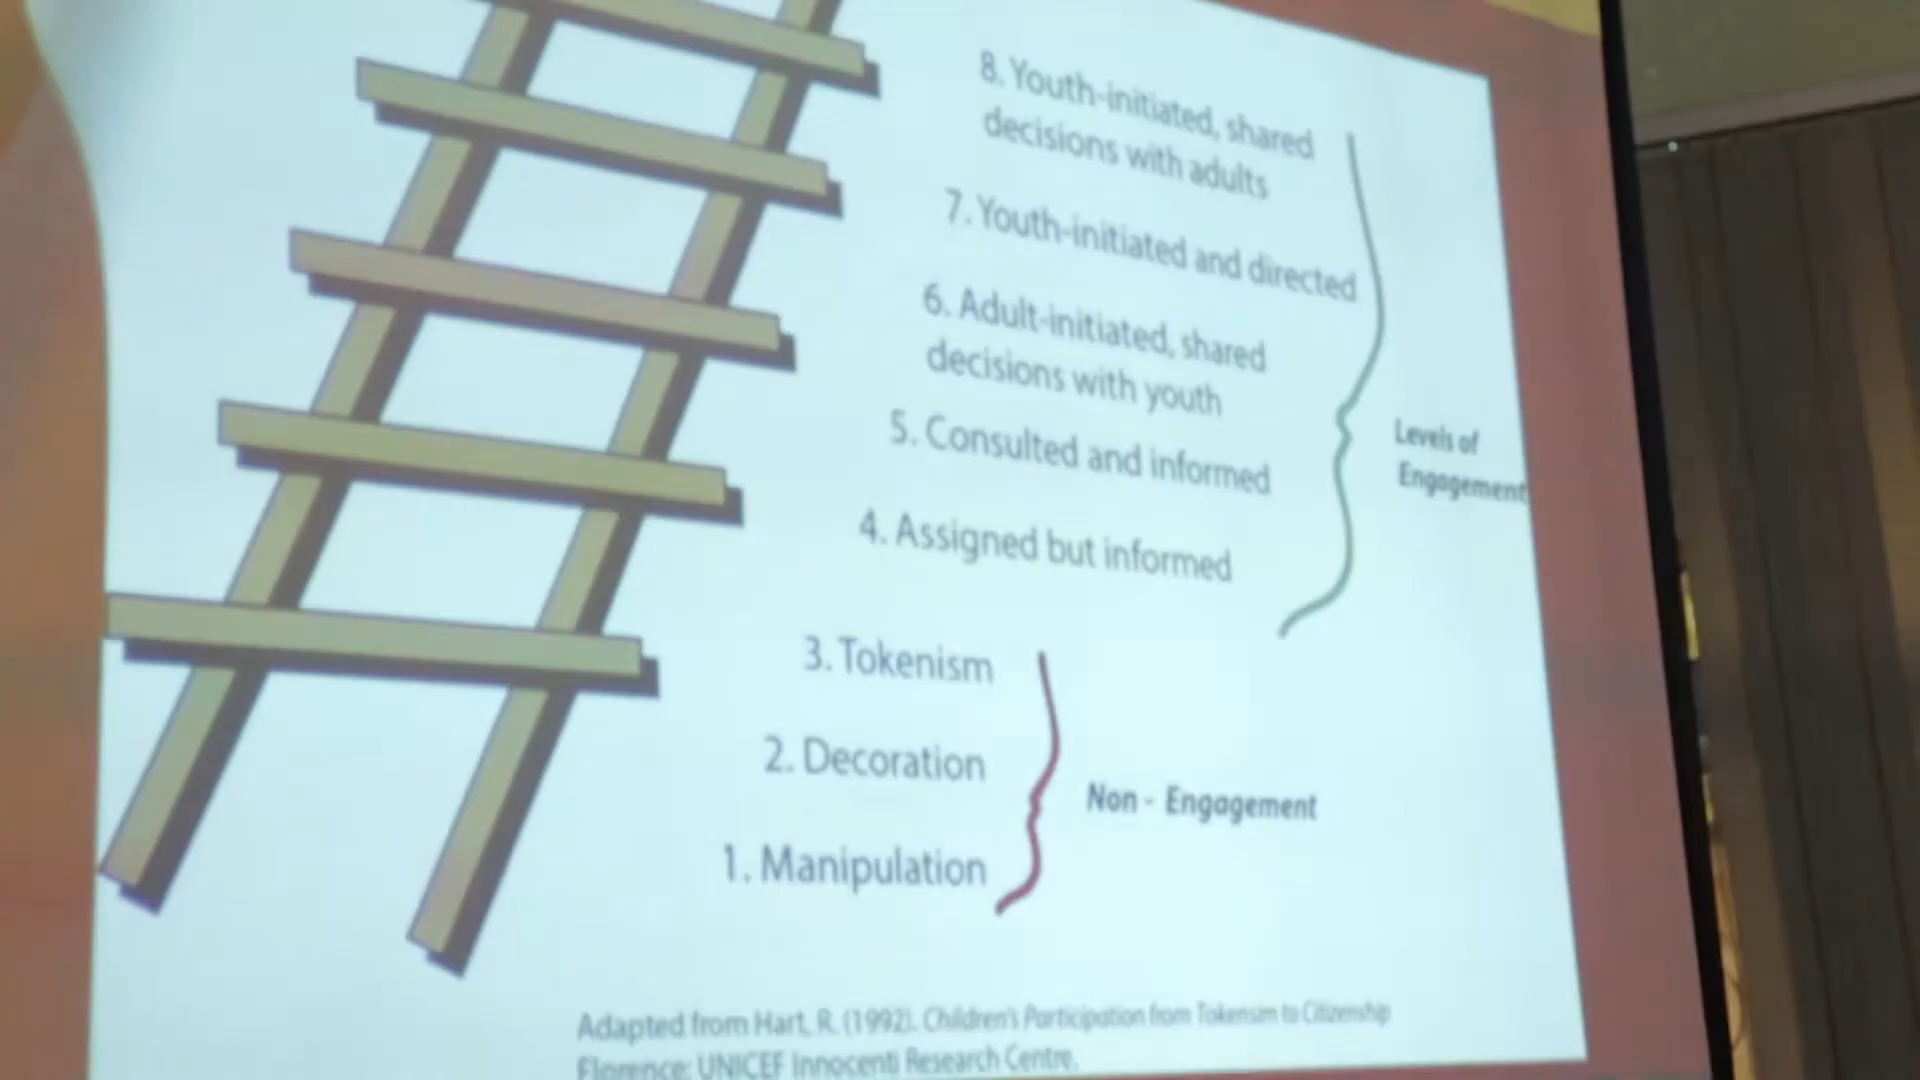 8. Youth-initiated, shared
decisions with adults
7. Youth-initiated and directed
6. Adult-initiated, shared
decisions with youth
5. Consulted and informed
4. Assigned but informed
Levels of
Engagement
3. Tokenism
2. Decoration
1. Manipulation
Non - Engagement
Adapted from Hart, R. (1992). Children's Participation from Tokensim to Citizenship
Florence: UNICEF Innocenti Research Centre.